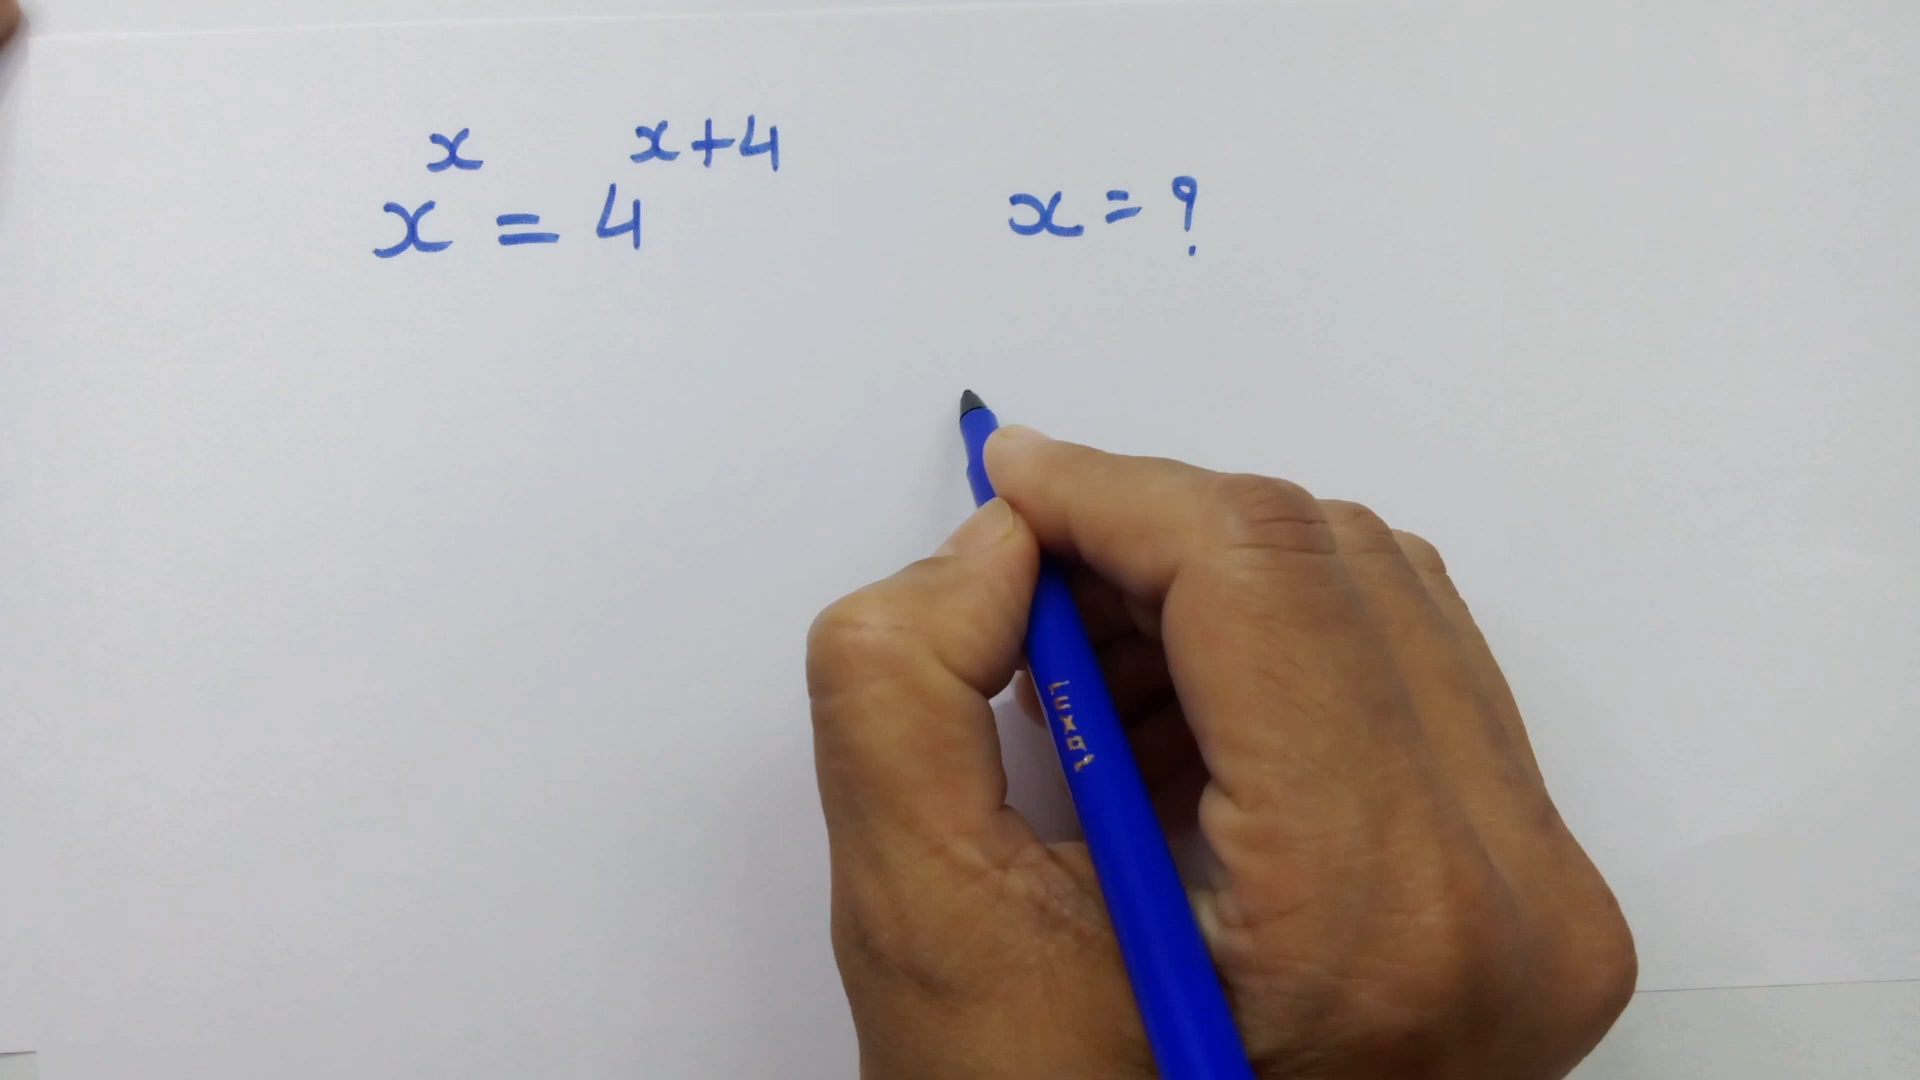 x^x = 4^{x+4} x = ?
Luxor